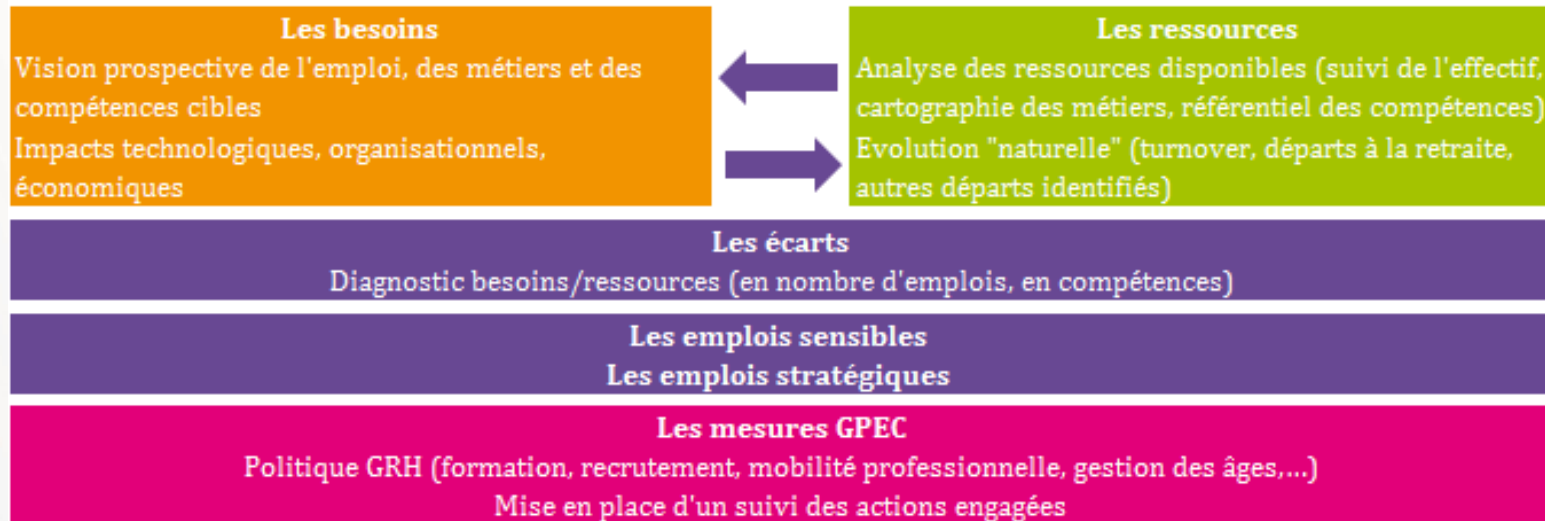 Les besoins
Vision prospective de l'emploi, des métiers et des
compétences cibles
Impacts technologiques, organisationnels,
économiques
Les ressources
Analyse des ressources disponibles (suivi de l'effectif,
cartographie des métiers, référentiel des compétences)
Evolution "naturelle" (turnover, départs à la retraite,
autres départs identifiés)
Les écarts
Diagnostic besoins/ressources (en nombre d'emplois, en compétences)
Les emplois sensibles
Les emplois stratégiques
Les mesures GPEC
Politique GRH (formation, recrutement, mobilité professionnelle, gestion des âges,...)
Mise en place d'un suivi des actions engagées